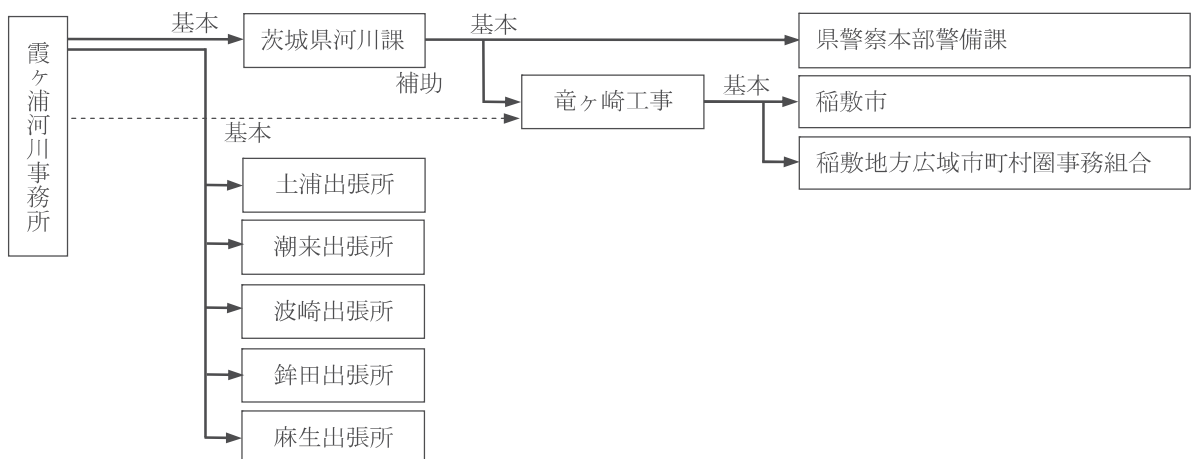 霞ヶ浦河川事務所
基本
茨城県河川課
基本
県警察本部警備課
補助
竜ヶ崎工事
基本
稲敷市
基本
稲敷地方広域市町村圏事務組合
土浦出張所
潮来出張所
波崎出張所
鉾田出張所
麻生出張所